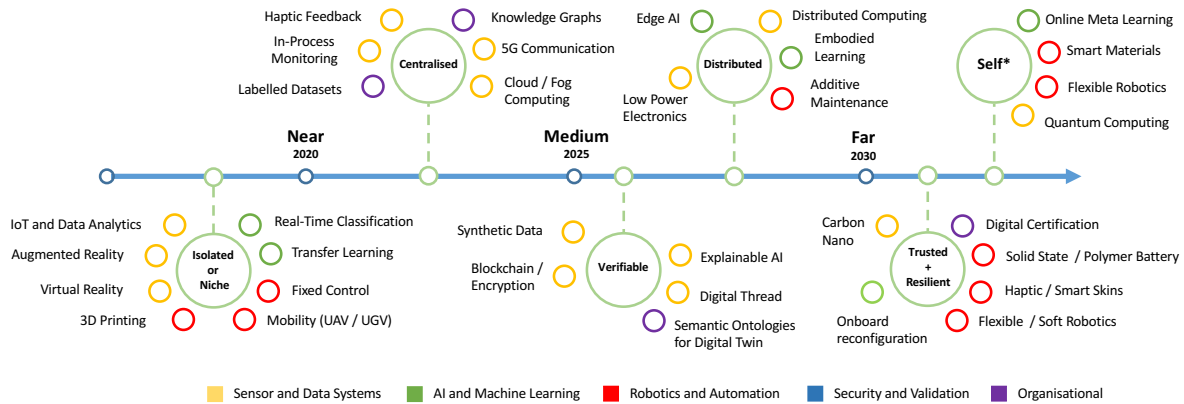 Haptic Feedback
In-Process
Monitoring
Labelled Datasets
Centralised
Knowledge Graphs
5G Communication
Cloud / Fog
Computing
Edge AI
Low Power
Electronics
Distributed
Distributed Computing
Embodied
Learning
Additive
Maintenance
Self*
Online Meta Learning
Smart Materials
Flexible Robotics
Quantum Computing
Near
2020
Medium
2025
Far
2030
IoT and Data Analytics
Augmented Reality
Virtual Reality
3D Printing
Isolated
or
Niche
Real-Time Classification
Transfer Learning
Fixed Control
Mobility (UAV / UGV)
Synthetic Data
Blockchain /
Encryption
Verifiable
Explainable AI
Digital Thread
Semantic Ontologies
for Digital Twin
Carbon
Nano
Onboard
reconfiguration
Trusted
+
Resilient
Digital Certification
Solid State / Polymer Battery
Haptic / Smart Skins
Flexible / Soft Robotics
Sensor and Data Systems
AI and Machine Learning
Robotics and Automation
Security and Validation
Organisational